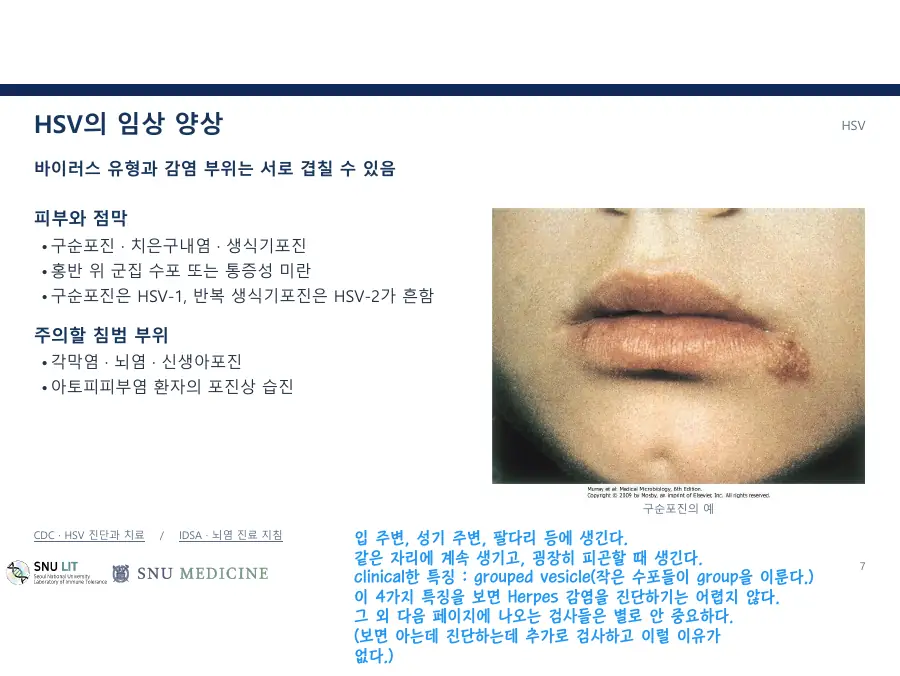 HSV의 임상 양상
HSV
바이러스 유형과 감염 부위는 서로 겹칠 수 있음
피부와 점막
• 구순포진 · 치은구내염 · 생식기포진
• 홍반 위 군집 수포 또는 통증성 미란
• 구순포진은 HSV-1, 반복 생식기포진은 HSV-2가 흔함
주의할 침범 부위
• 각막염 · 뇌염 · 신생아포진
• 아토피피부염 환자의 포진상 습진
Murray et al: Medical Microbiology, 6th Edition.
Copyright © 2009 by Mosby, an imprint of Elsevier, Inc. All rights reserved.
구순포진의 예
CDC · HSV 진단과 치료 / IDSA · 뇌염 진료 지침
SNU LIT
Seoul National University
Laboratory of Immune Tolerance
SNU MEDICINE
입 주변, 성기 주변, 팔다리 등에 생긴다.
같은 자리에 계속 생기고, 굉장히 피곤할 때 생긴다.
clinical한 특징 : grouped vesicle(작은 수포들이 group을 이룬다.)
이 4가지 특징을 보면 Herpes 감염을 진단하기는 어렵지 않다.
그 외 다음 페이지에 나오는 검사들은 별로 안 중요하다.
(보면 아는데 진단하는데 추가로 검사하고 이럴 이유가
없다.)
7